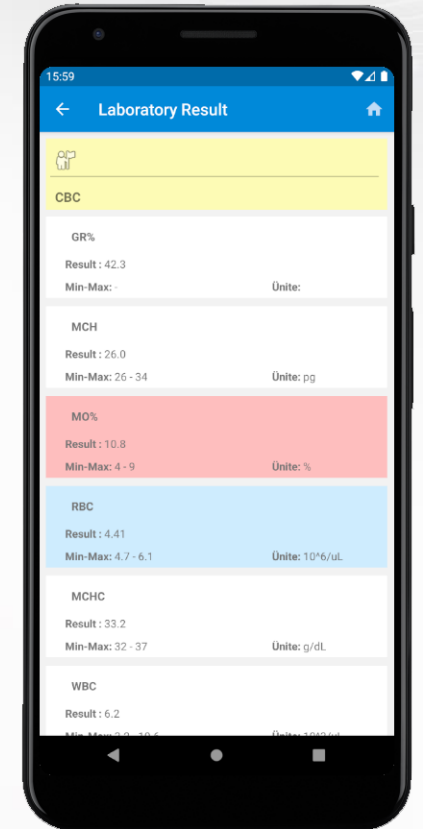 15:59
Laboratory Result
CBC
GR%
Result : 42.3
Min-Max: - Ünite:
MCH
Result : 26.0
Min-Max: 26 - 34 Ünite: pg
MO%
Result : 10.8
Min-Max: 4 - 9 Ünite: %
RBC
Result : 4.41
Min-Max: 4.7 - 6.1 Ünite: 10^6/uL
MCHC
Result : 33.2
Min-Max: 32 - 37 Ünite: g/dL
WBC
Result : 6.2
Min-Max: Ünite: